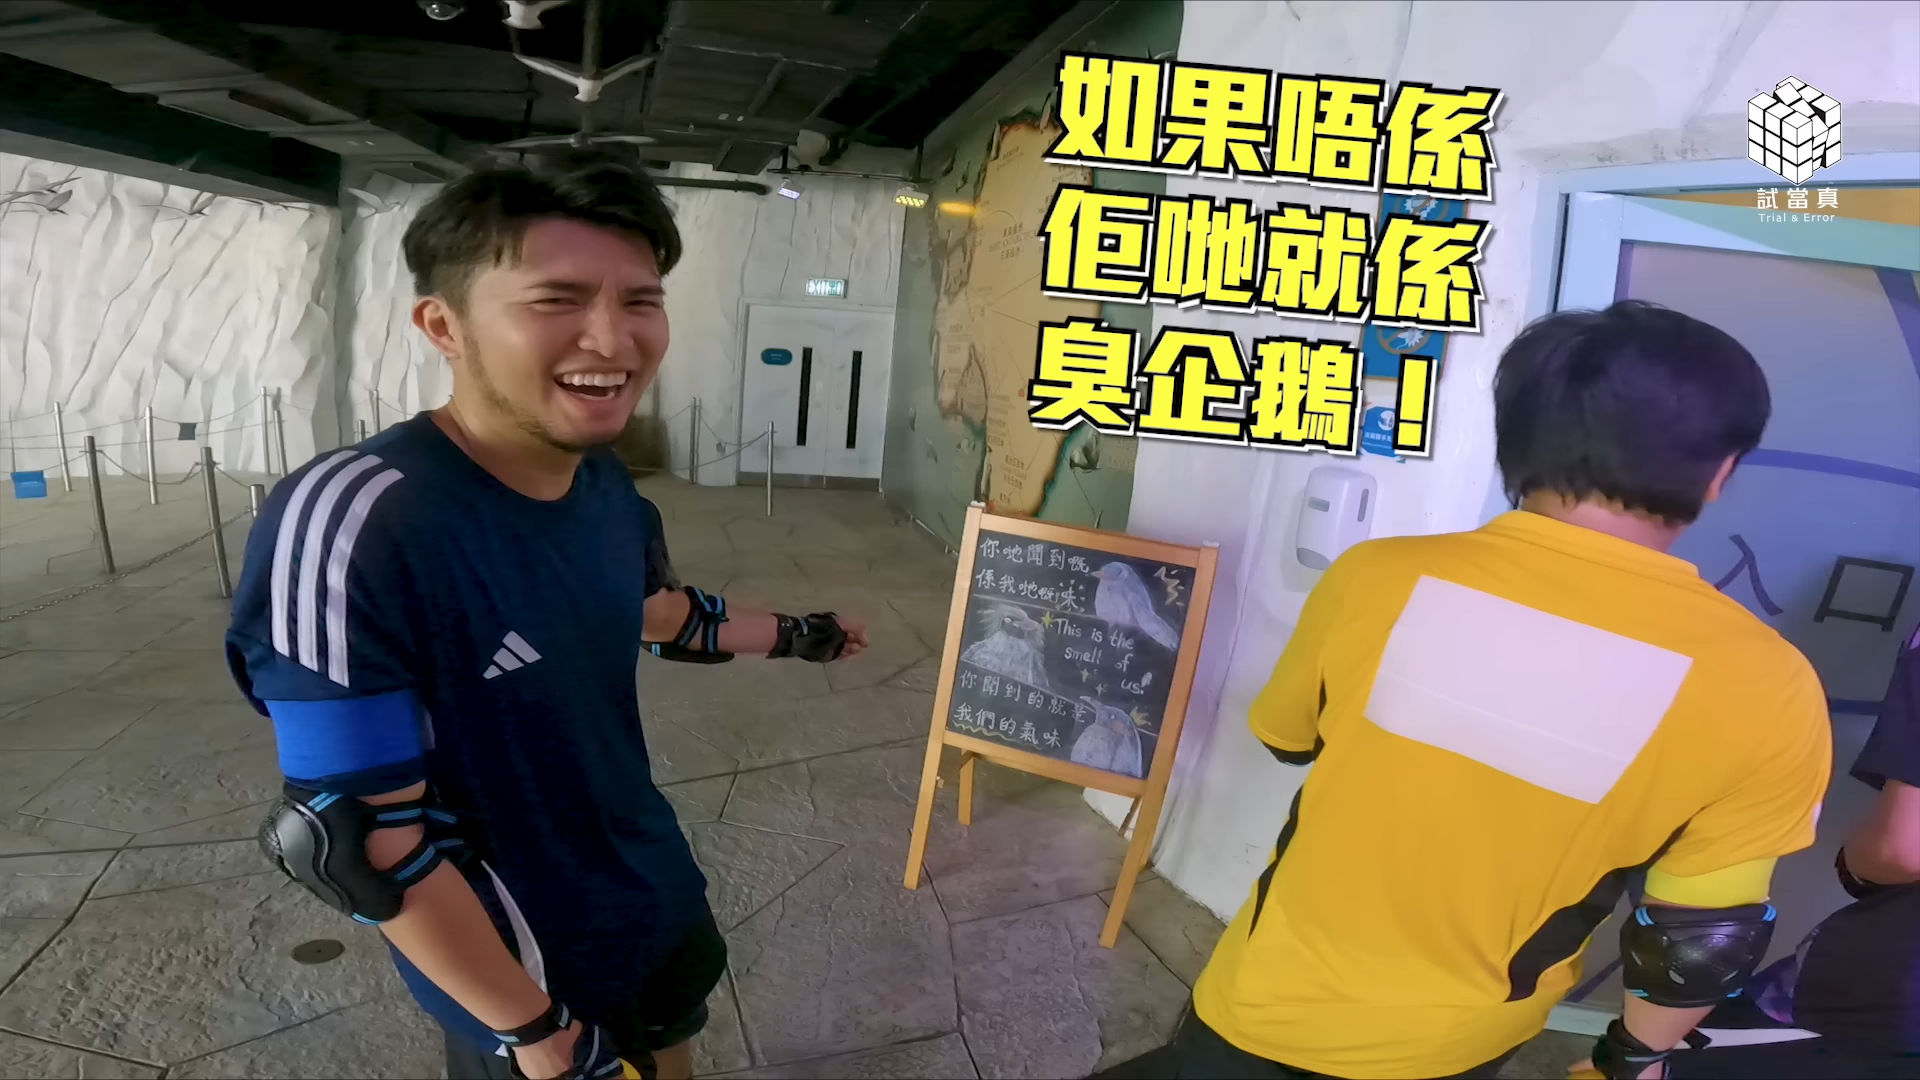 如果唔係
佢哋就係
臭企鵝！
試當真
Trial & Error
EXIT
你哋聞到嘅
係我哋嘅味
This is the
smell of
us!
你聞到的就是
我們的氣味
入口